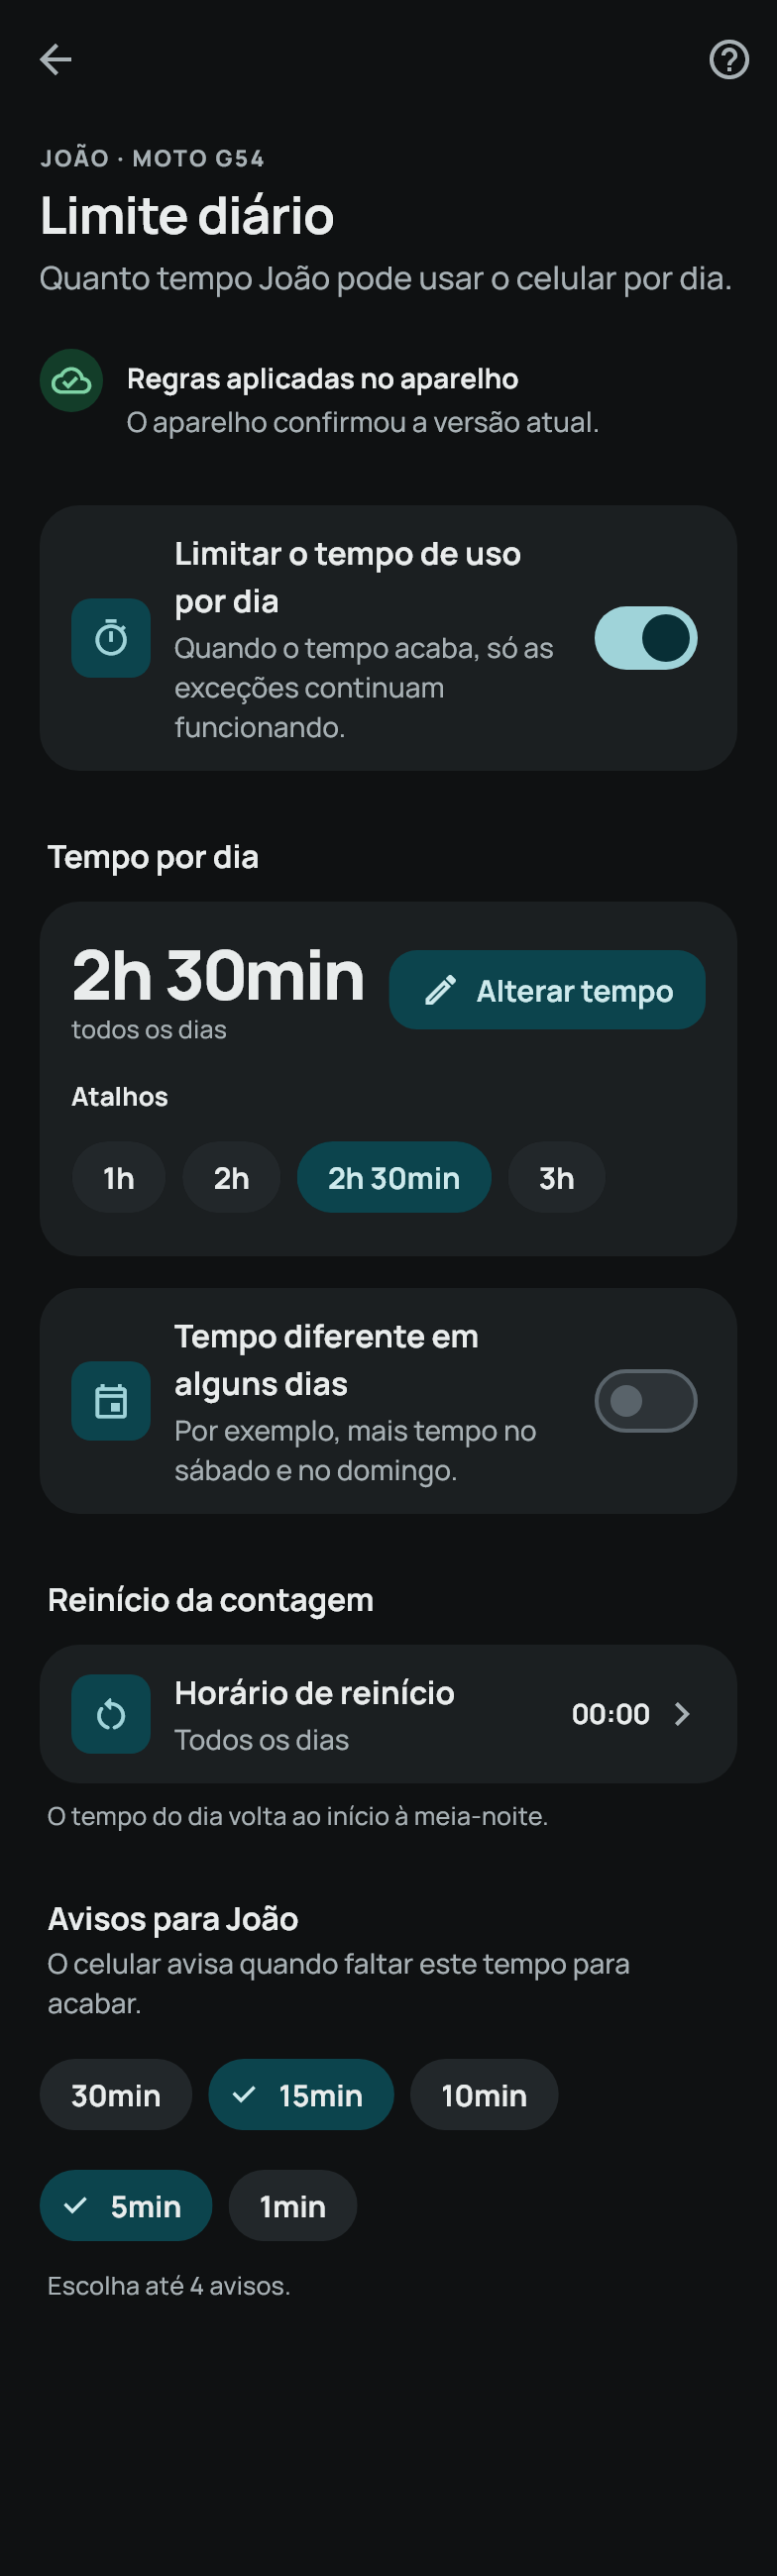 JOÃO · MOTO G54
Limite diário
Quanto tempo João pode usar o celular por dia.
Regras aplicadas no aparelho
O aparelho confirmou a versão atual.
Limitar o tempo de uso
por dia
Quando o tempo acaba, só as
exceções continuam
funcionando.
Tempo por dia
2h 30min
Alterar tempo
todos os dias
Atalhos
1h
2h
2h 30min
3h
Tempo diferente em
alguns dias
Por exemplo, mais tempo no
sábado e no domingo.
Reinício da contagem
Horário de reinício
Todos os dias
00:00
O tempo do dia volta ao início à meia-noite.
Avisos para João
O celular avisa quando faltar este tempo para
acabar.
30min
15min
10min
5min
1min
Escolha até 4 avisos.